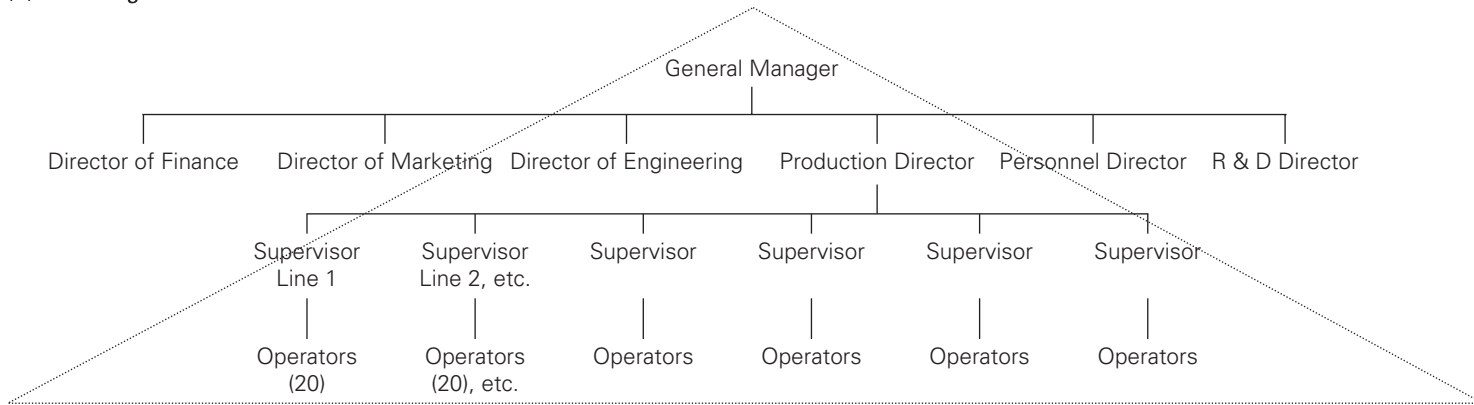 General Manager
Director of Finance Director of Marketing Director of Engineering Production Director Personnel Director R & D Director
Supervisor Supervisor Supervisor Supervisor Supervisor Supervisor
Line 1 Line 2, etc.
Operators Operators Operators Operators Operators Operators
(20) (20), etc.